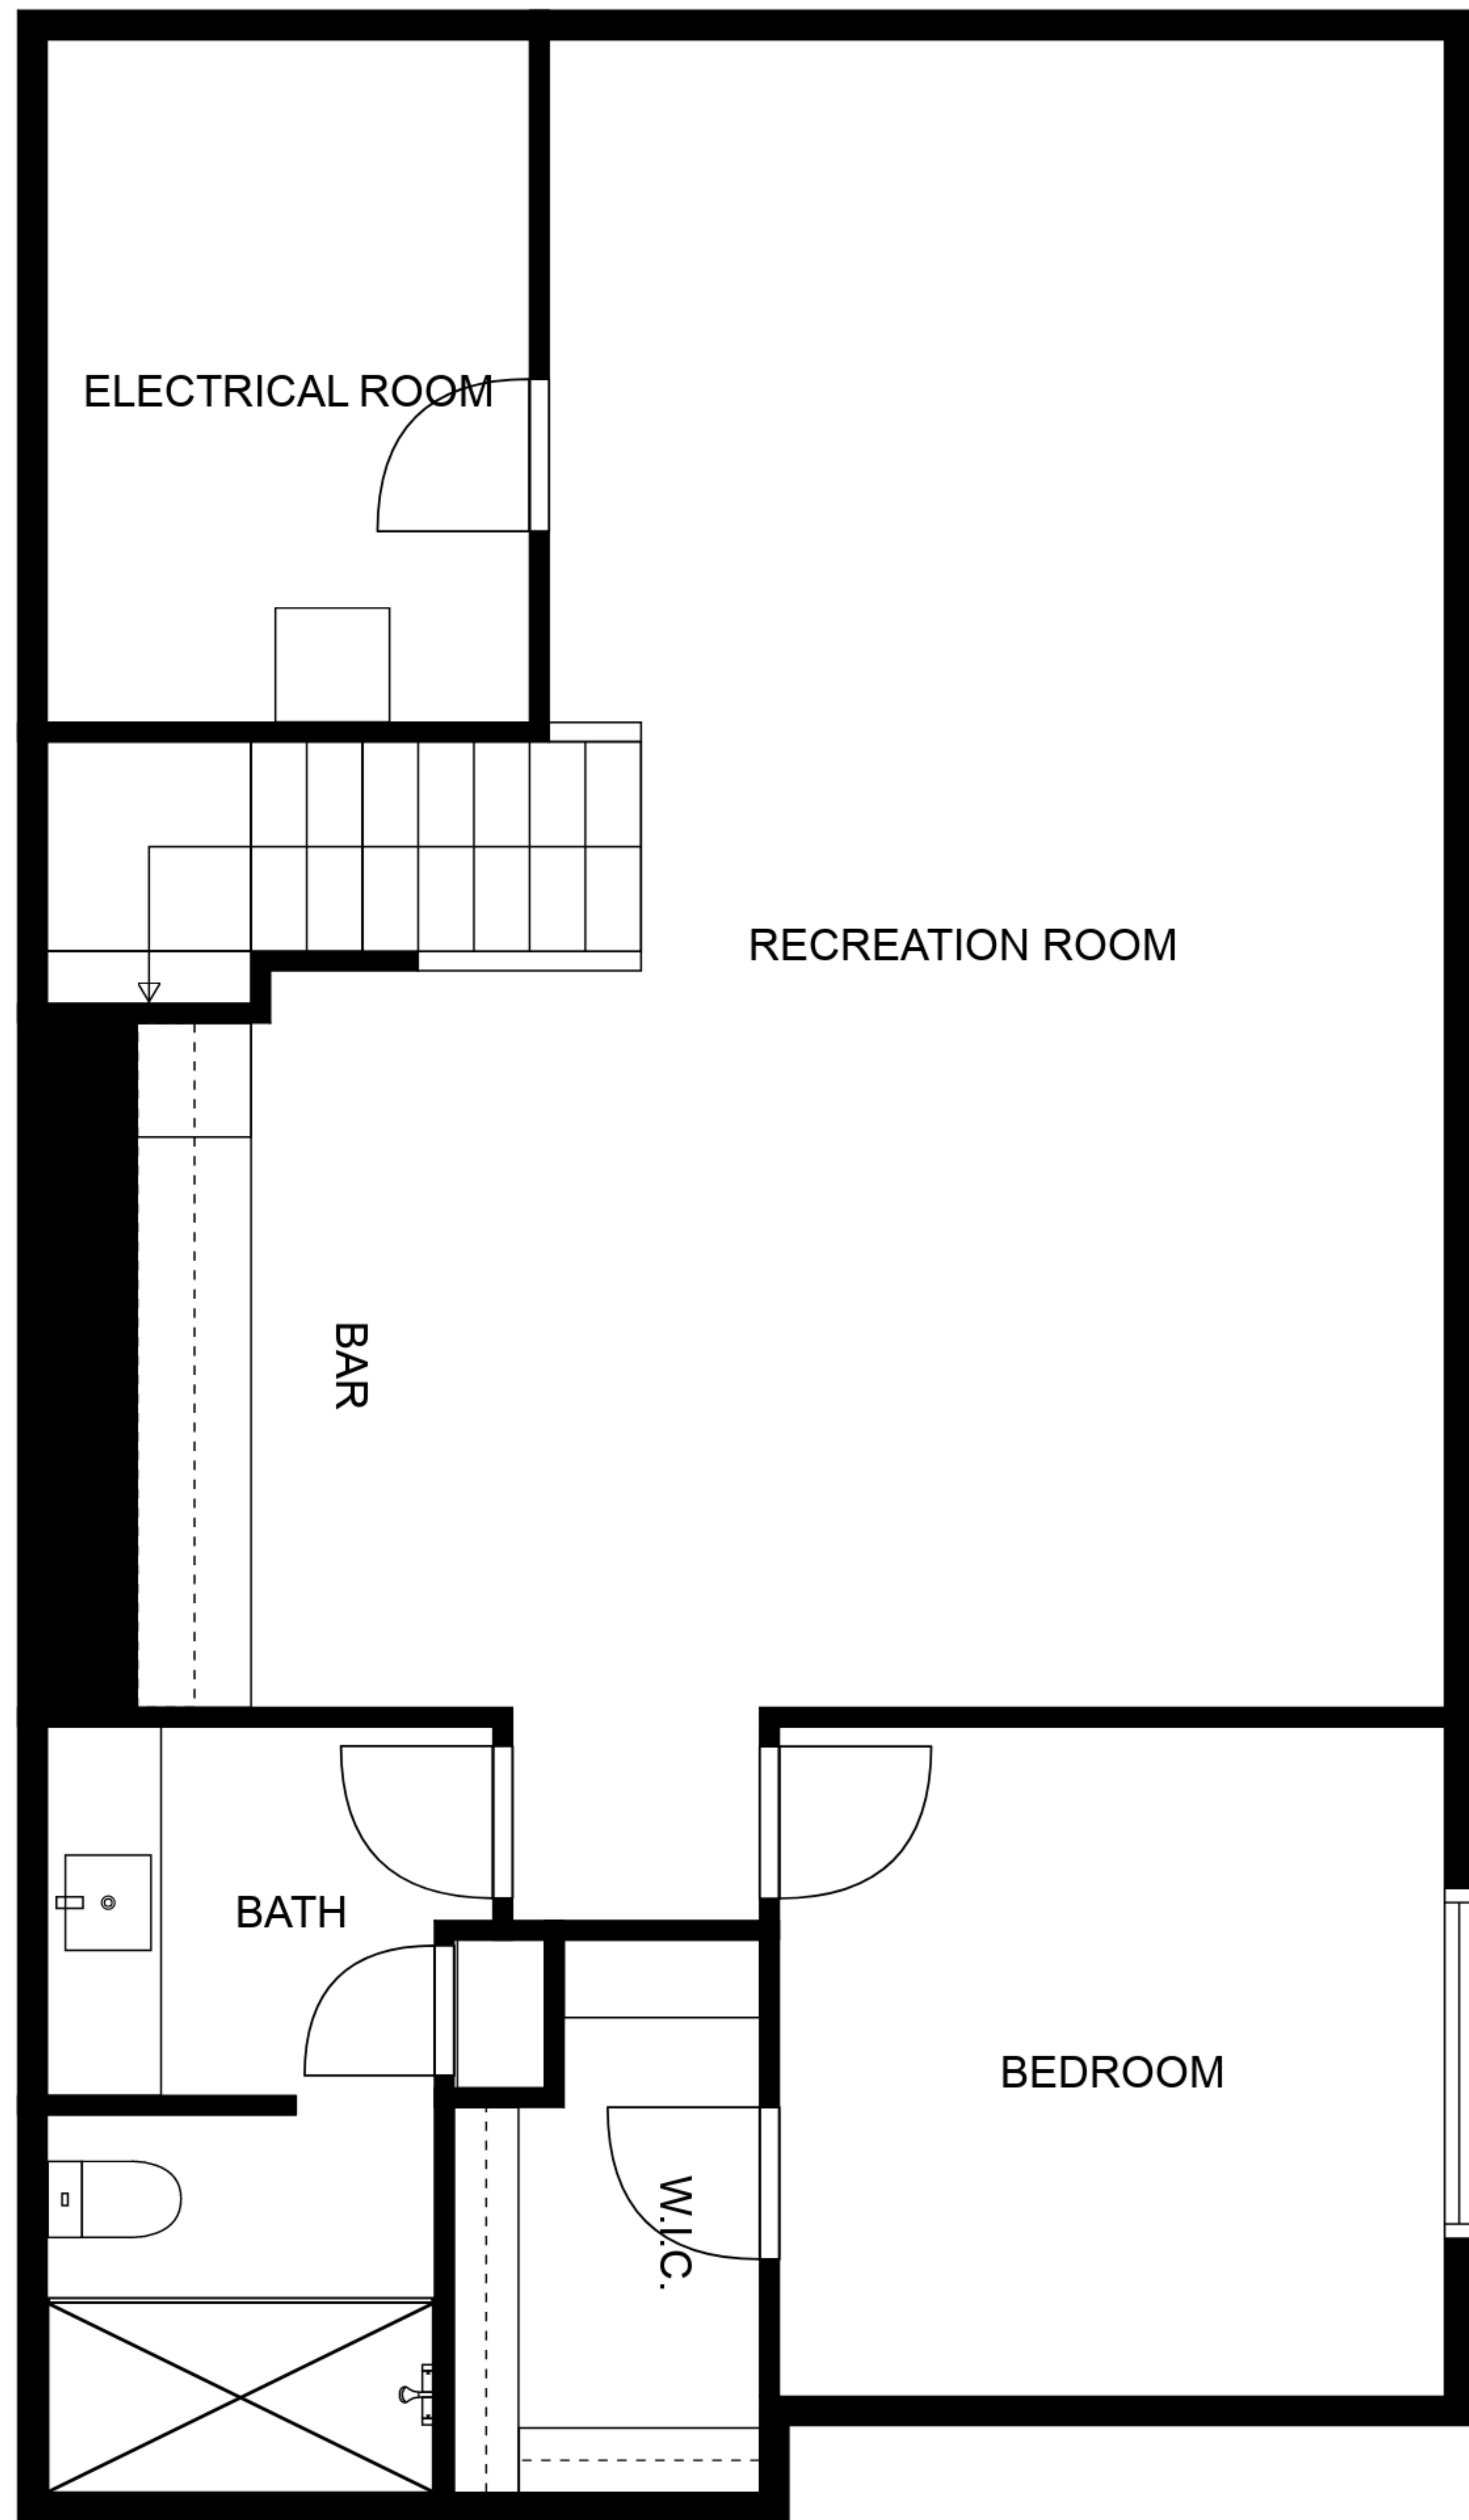 ELECTRICAL ROOM
RECREATION ROOM
BAR
BATH
BEDROOM
W.I.C.